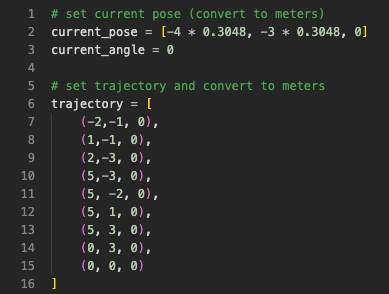 1 # set current pose (convert to meters)
2 current_pose = [-4 * 0.3048, -3 * 0.3048, 0]
3 current_angle = 0
4
5 # set trajectory and convert to meters
6 trajectory = [
7     (-2,-1, 0),
8     (1,-1, 0),
9     (2,-3, 0),
10     (5,-3, 0),
11     (5, -2, 0),
12     (5, 1, 0),
13     (5, 3, 0),
14     (0, 3, 0),
15     (0, 0, 0)
16 ]